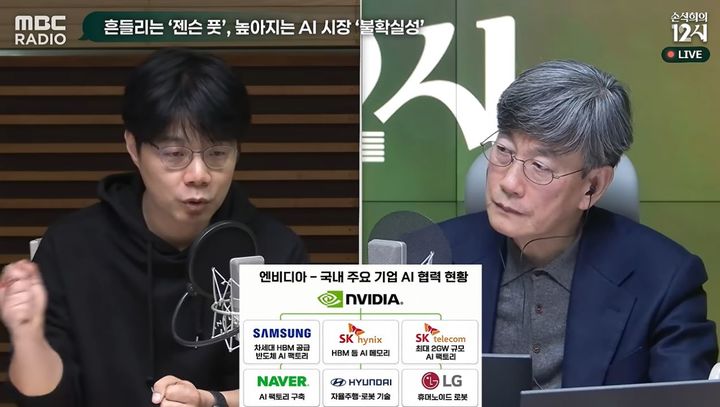 MBC
RADIO
흔들리는 ‘젠슨 풋’, 높아지는 AI 시장 ‘불확실성’
손석희의
12시
LIVE
시
엔비디아 – 국내 주요 기업 AI 협력 현황
NVIDIA®
SAMSUNG
차세대 HBM 공급
반도체 AI 팩토리
SK hynix
HBM 등 AI 메모리
SK telecom
최대 2GW 규모
AI 팩토리
NAVER
AI 팩토리 구축
HYUNDAI
자율주행·로봇 기술
LG
휴머노이드 로봇